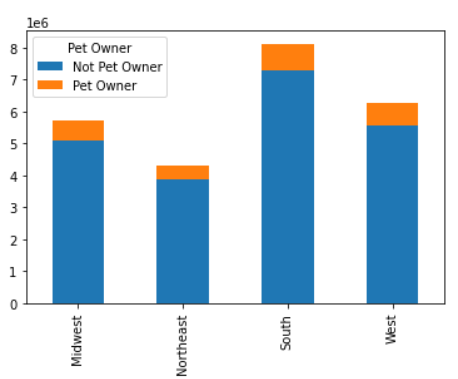 1e6
Pet Owner
Not Pet Owner
Pet Owner
8
7
6
5
4
3
2
1
0
Midwest
Northeast
South
West